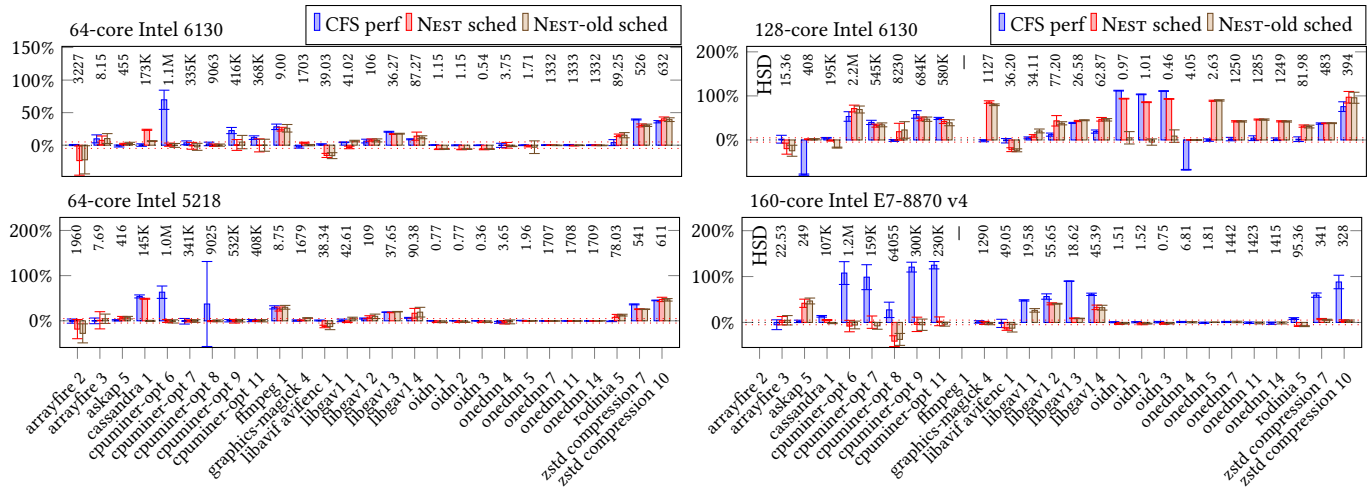 64-core Intel 6130
CFS perf NEST sched NEST-old sched
150%
100%
50%
0%
3227 8.15 455 173K 1.1M 335K 9063 416K 368K 9.00 1703 39.03 41.02 106 36.27 87.27 1.15 1.15 0.54 3.75 1.71 1332 1333 1332 89.25 526 632
128-core Intel 6130
CFS perf NEST sched NEST-old sched
200%
100%
0%
HSD 15.36 408 195K 2.2M 545K 8230 684K 580K — 1127 36.20 34.11 77.20 26.58 62.87 0.97 1.01 0.46 4.05 2.63 1250 1285 1249 81.98 483 394
64-core Intel 5218
200%
100%
0%
1960 7.69 416 145K 1.0M 341K 9025 532K 408K 8.75 1679 38.34 42.61 109 37.65 90.38 0.77 0.77 0.36 3.65 1.96 1707 1708 1709 78.03 541 611
arrayfire 2
arrayfire 3
askap 5
cassandra 1
cpuminer-opt 6
cpuminer-opt 7
cpuminer-opt 8
cpuminer-opt 9
cpuminer-opt 11
ffmpeg 1
graphics-magick 4
libavif avifenc 1
libgav1 1
libgav1 2
libgav1 3
libgav1 4
oidn 1
oidn 2
oidn 3
onednn 4
onednn 5
onednn 7
onednn 11
onednn 14
rodinia 5
zstd compression 7
zstd compression 10
160-core Intel E7-8870 v4
200%
100%
0%
HSD 22.53 249 107K 1.2M 159K 64055 300K 230K — 1290 49.05 19.58 55.65 18.62 45.39 1.51 1.52 0.75 6.81 1.81 1442 1423 1415 95.36 341 328
arrayfire 2
arrayfire 3
askap 5
cassandra 1
cpuminer-opt 6
cpuminer-opt 7
cpuminer-opt 8
cpuminer-opt 9
cpuminer-opt 11
ffmpeg 1
graphics-magick 4
libavif avifenc 1
libgav1 1
libgav1 2
libgav1 3
libgav1 4
oidn 1
oidn 2
oidn 3
onednn 4
onednn 5
onednn 7
onednn 11
onednn 14
rodinia 5
zstd compression 7
zstd compression 10